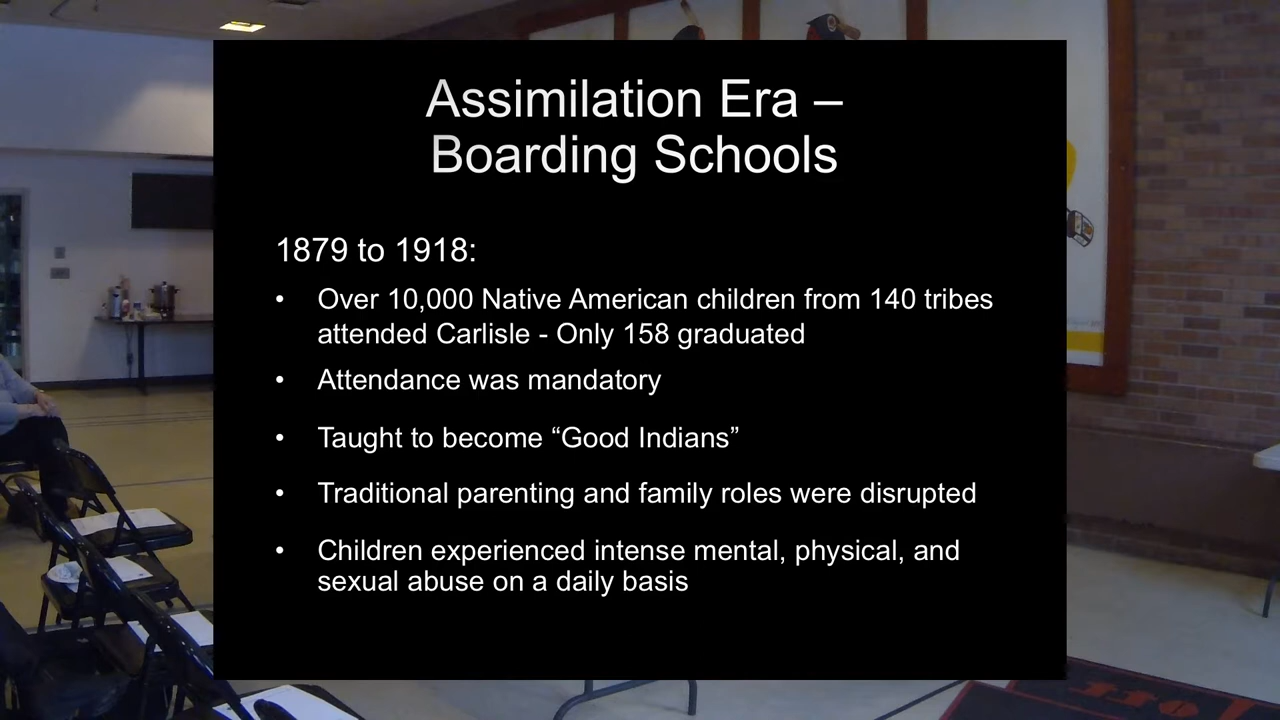 Assimilation Era –
Boarding Schools
1879 to 1918:
• Over 10,000 Native American children from 140 tribes
attended Carlisle - Only 158 graduated
• Attendance was mandatory
• Taught to become “Good Indians”
• Traditional parenting and family roles were disrupted
• Children experienced intense mental, physical, and
sexual abuse on a daily basis